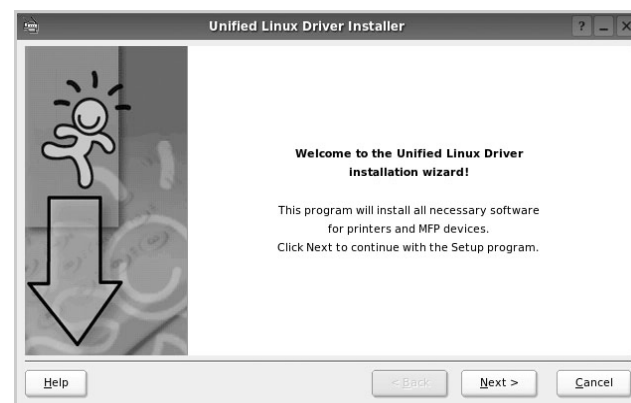 Unified Linux Driver Installer
Welcome to the Unified Linux Driver
installation wizard!
This program will install all necessary software
for printers and MFP devices.
Click Next to continue with the Setup program.
Help
< Back
Next >
Cancel